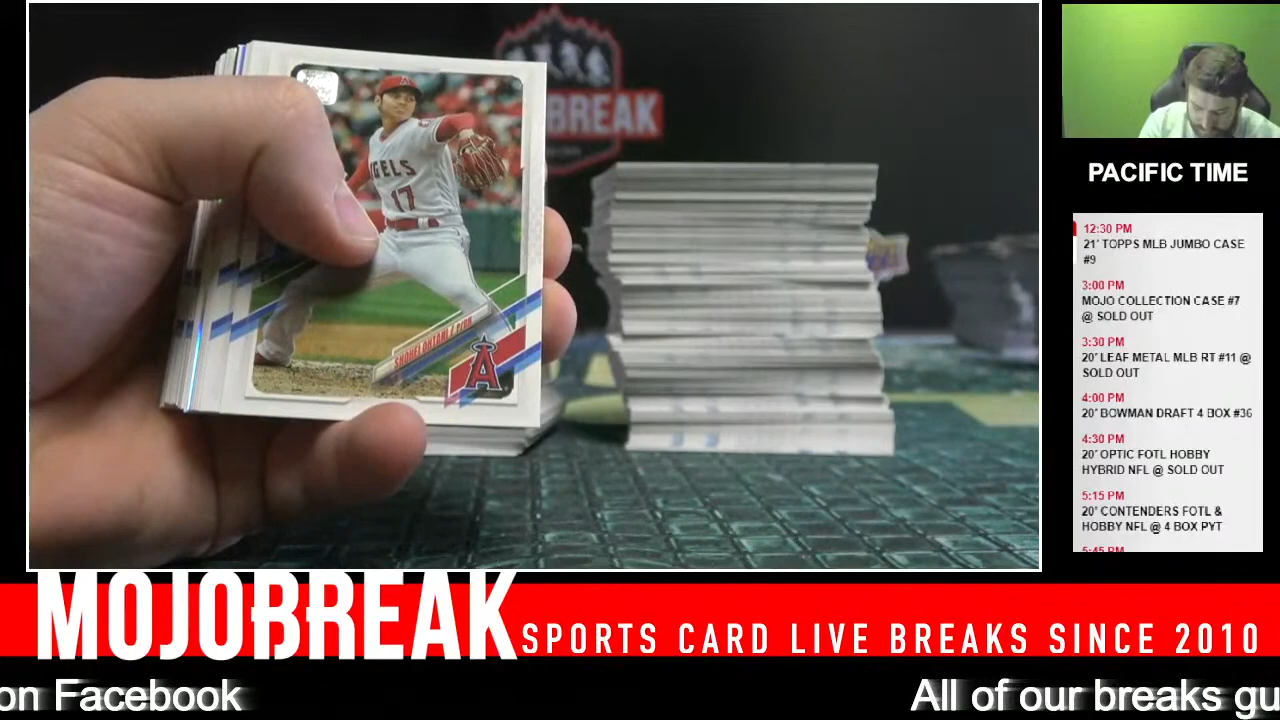 BREAK
ANGELS
17
SHOHEI OHTANI
A
PACIFIC TIME
12:30 PM
21' TOPPS MLB JUMBO CASE
#9
3:00 PM
MOJO COLLECTION CASE #7
@ SOLD OUT
3:30 PM
20' LEAF METAL MLB RT #11 @
SOLD OUT
4:00 PM
20' BOWMAN DRAFT 4 BOX #36
4:30 PM
20' OPTIC FOTL HOBBY
HYBRID NFL @ SOLD OUT
5:15 PM
20' CONTENDERS FOTL &
HOBBY NFL @ 4 BOX PYT
5:45 PM
MOJOBREAK
SPORTS CARD LIVE BREAKS SINCE 2010
on Facebook
All of our breaks gu